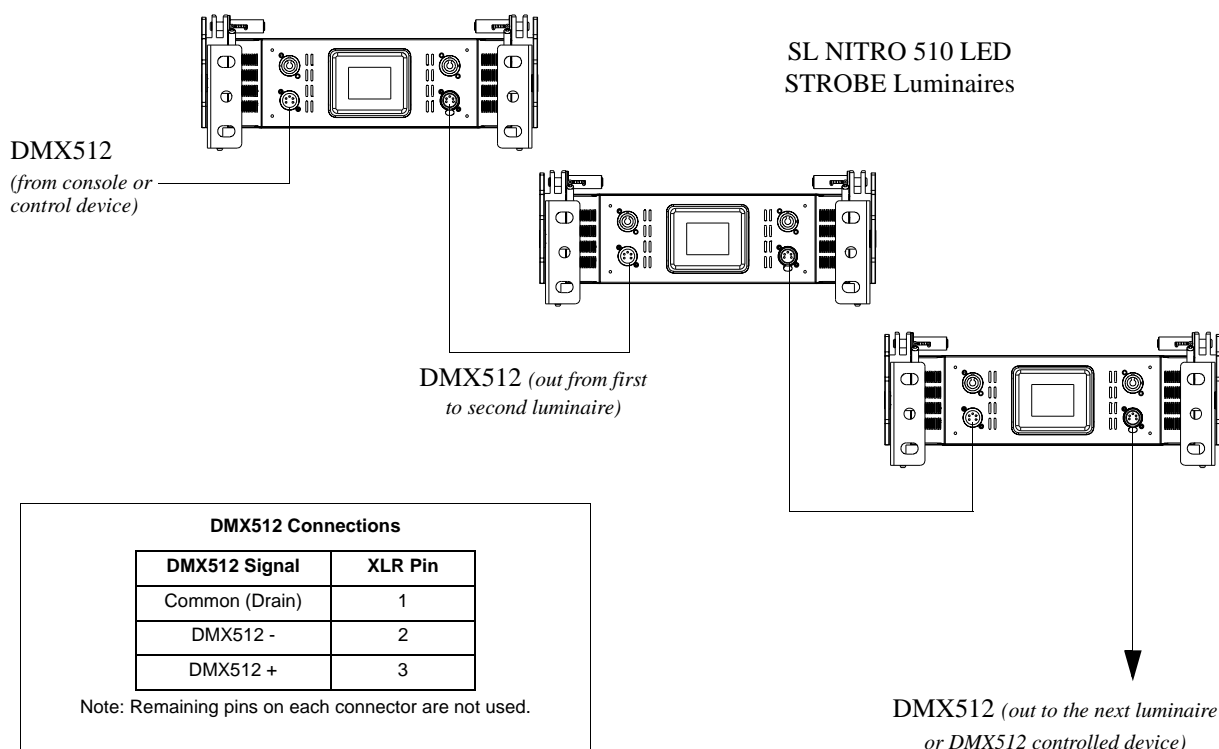 SL NITRO 510 LED
STROBE Luminaires
DMX512
(from console or
control device)
DMX512 (out from first
to second luminaire)
DMX512 Connections
DMX512 Signal XLR Pin
Common (Drain) 1
DMX512 - 2
DMX512 + 3
Note: Remaining pins on each connector are not used.
DMX512 (out to the next luminaire
or DMX512 controlled device)